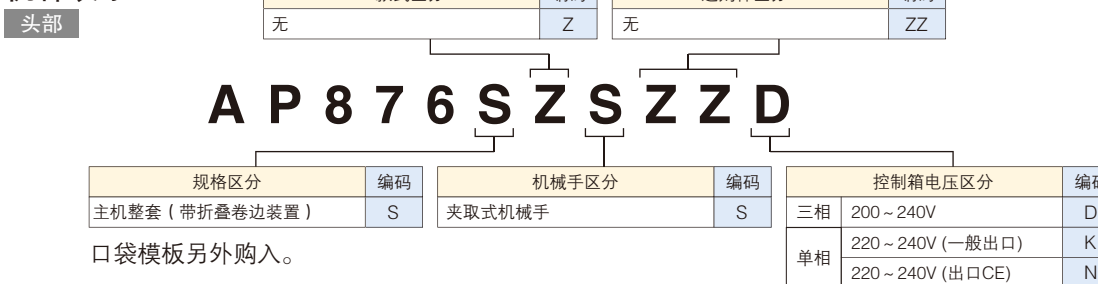 头部
无 Z 无 ZZ
AP876SZSZZD
规格区分 编码 机械手区分 编码 控制箱电压区分
主机整套（带折叠卷边装置） S 夹取式机械手 S 三相 200~240V D
单相 220~240V (一般出口) K
220~240V (出口CE) N
口袋模板另外购入。